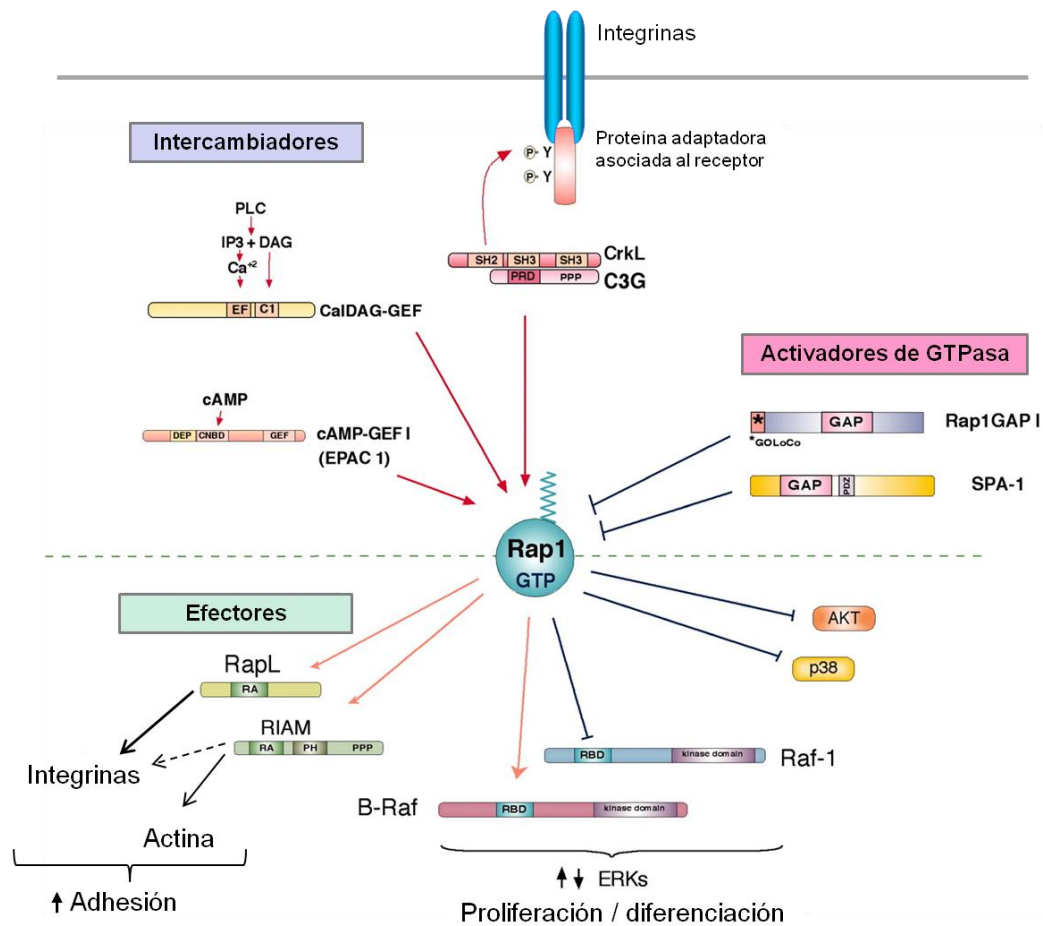 Integrinas
Intercambiadores
Proteína adaptadora
asociada al receptor
P- Y
P- Y
PLC
IP3 + DAG
Ca+2
EF C1
CalDAG-GEF
SH2 SH3 SH3
CrkL
PRD PPP
C3G
Activadores de GTPasa
cAMP
DEP CNBD GEF
cAMP-GEF I
(EPAC 1)
* GAP
Rap1GAP I
*GOLoCo
GAP PDZ
SPA-1
Rap1
GTP
Efectores
AKT
p38
RapL
RA
RIAM
RA PH PPP
Integrinas
Actina
RBD kinase domain
Raf-1
B-Raf
RBD kinase domain
ERKs
Adhesión
Proliferación / diferenciación